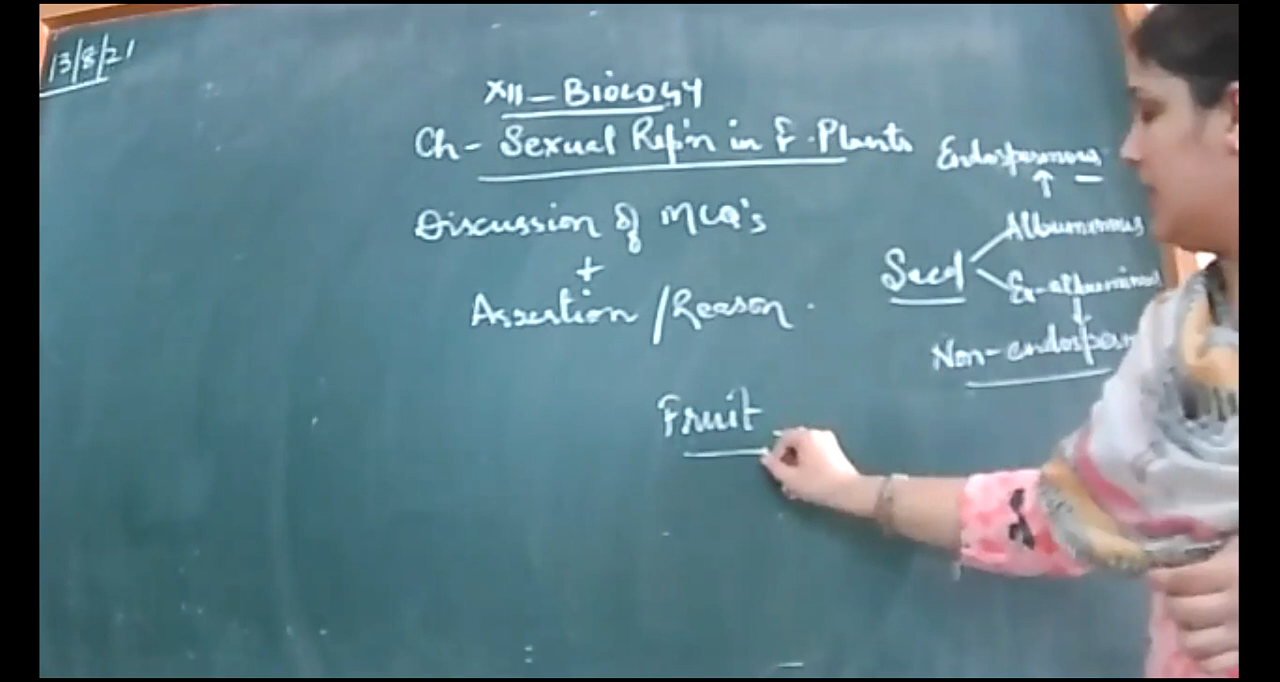 13/8/21
XII - Biology
Ch- Sexual Rep'n in F. Plants
Discussion of MCQ's
+
Assertion / Reason.
Endospermous
Seed
Albuminous
Ex-albuminous
Non-endosperm
Fruit